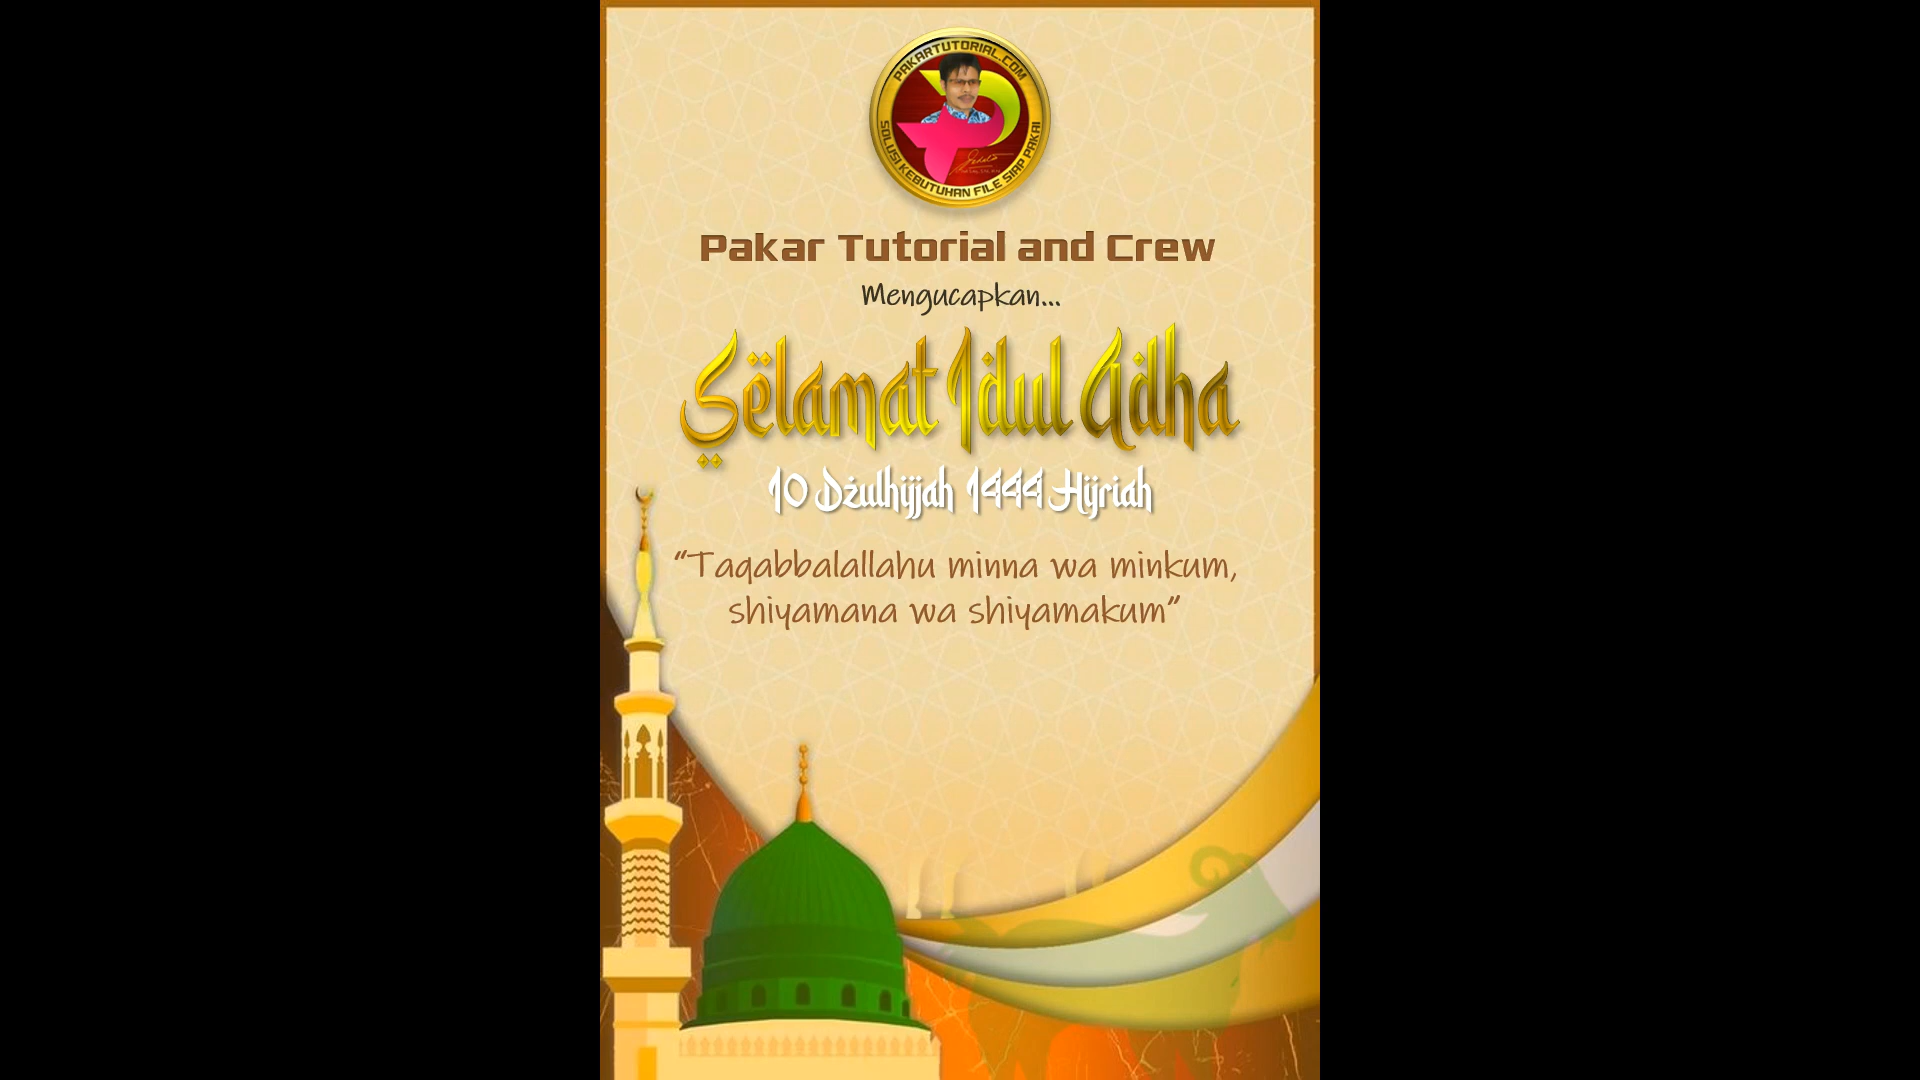 PAKARTUTORIAL.COM
SOLUSI KEBUTUHAN FILE SIAP PAKAI
Pakar Tutorial and Crew
Mengucapkan...
Selamat Idul Adha
10 Dzulhijjah 1444 Hijriah
“Taqabbalallahu minna wa minkum,
shiyamana wa shiyamakum”